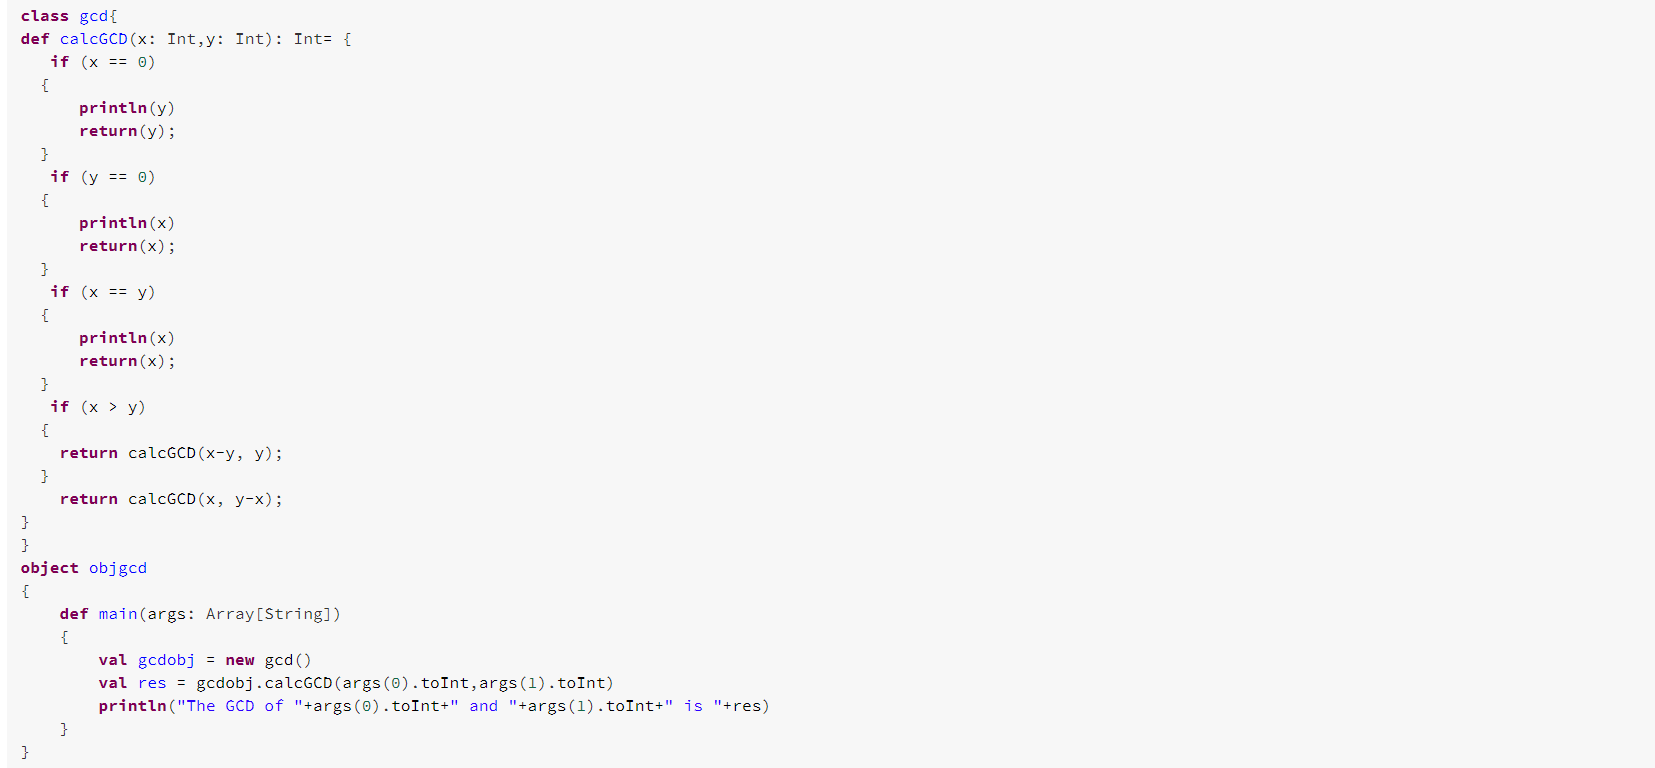 class gcd{
def calcGCD(x: Int,y: Int): Int= {
   if (x == 0)
  {
      println(y)
      return(y);
  }
   if (y == 0)
  {
      println(x)
      return(x);
  }
   if (x == y)
  {
      println(x)
      return(x);
  }
   if (x > y)
  {
    return calcGCD(x-y, y);
  }
    return calcGCD(x, y-x);
}
}
object objgcd
{
    def main(args: Array[String])
    {
        val gcdobj = new gcd()
        val res = gcdobj.calcGCD(args(0).toInt,args(1).toInt)
        println("The GCD of "+args(0).toInt+" and "+args(1).toInt+" is "+res)
    }
}